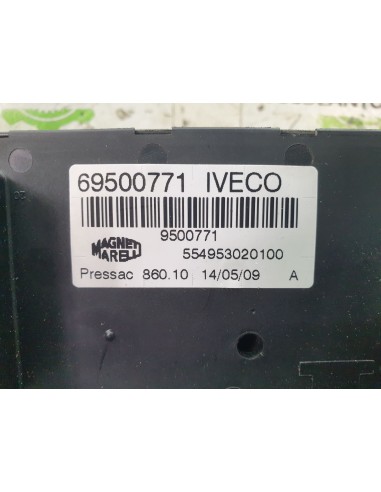 69500771 IVECO
9500771
MAGNETI
MARELLI
554953020100
Pressac 860.10 14/05/09 A